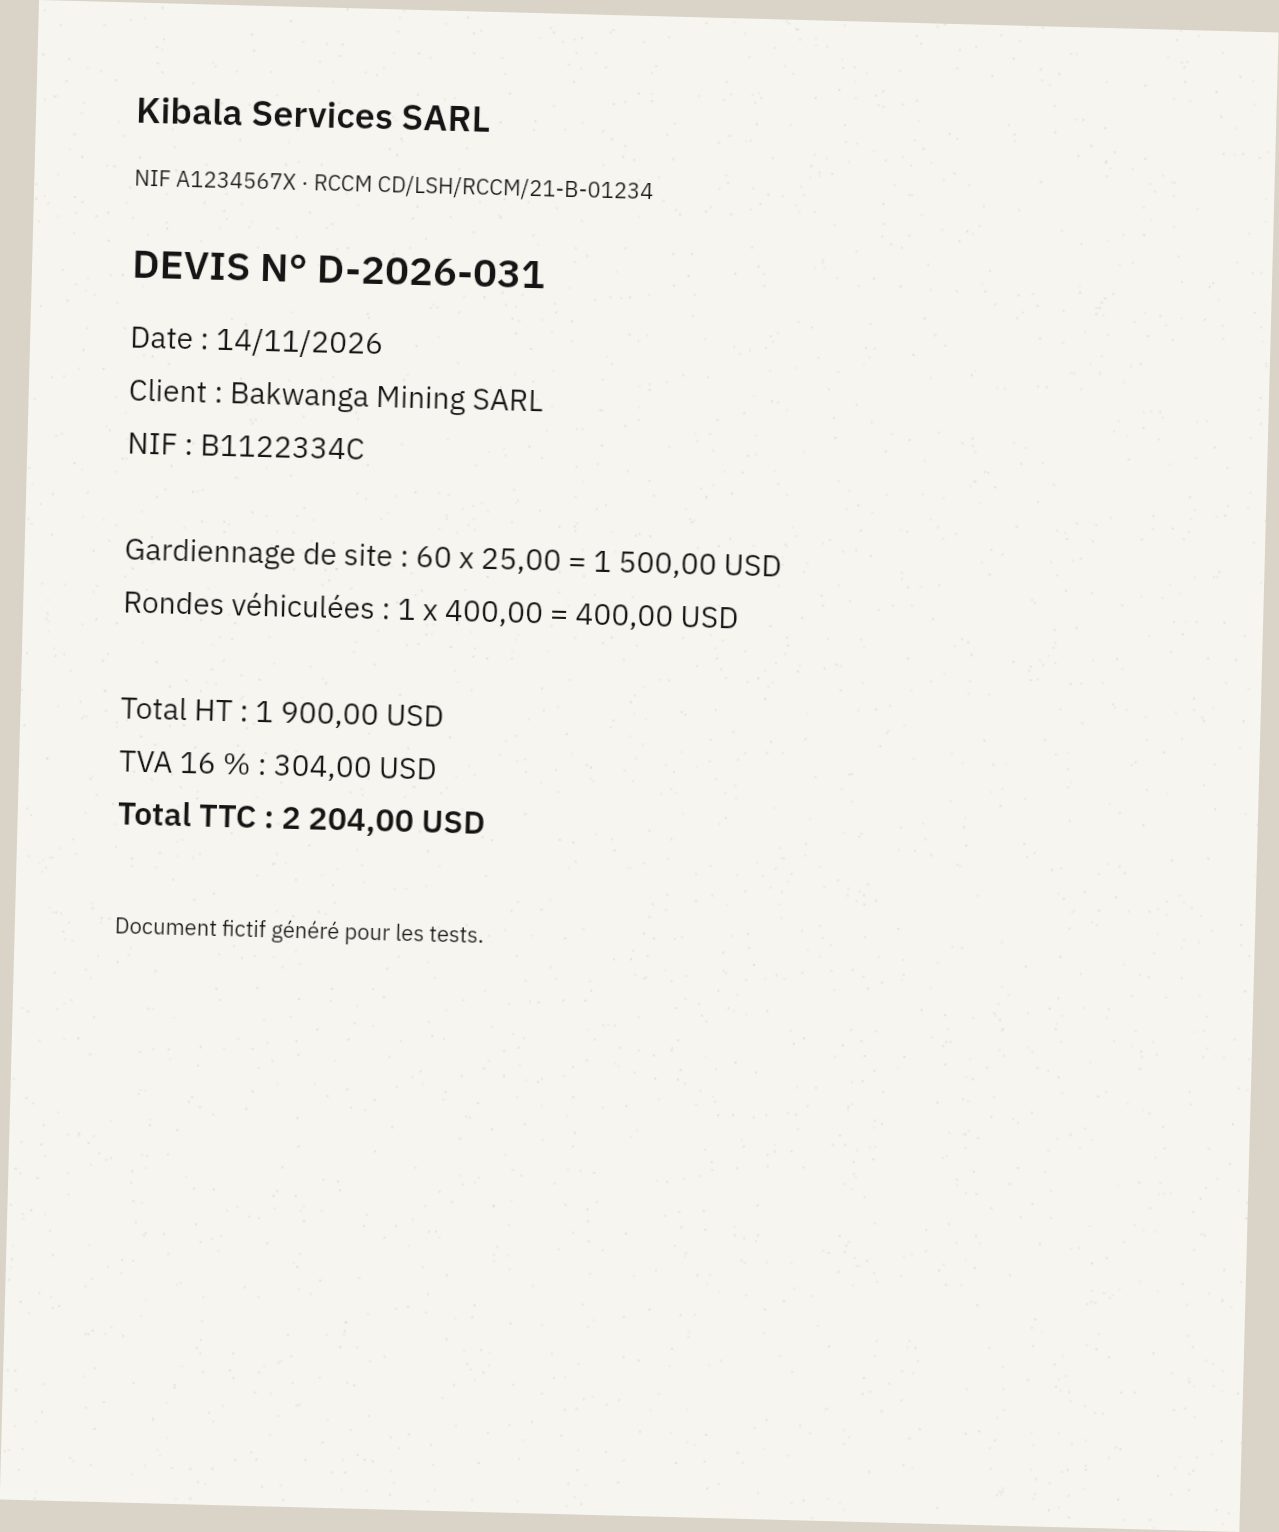 Kibala Services SARL
NIF A1234567X · RCCM CD/LSH/RCCM/21-B-01234
DEVIS N° D-2026-031
Date : 14/11/2026
Client : Bakwanga Mining SARL
NIF : B1122334C
Gardiennage de site : 60 x 25,00 = 1 500,00 USD
Rondes véhiculées : 1 x 400,00 = 400,00 USD
Total HT : 1 900,00 USD
TVA 16 % : 304,00 USD
Total TTC : 2 204,00 USD
Document fictif généré pour les tests.